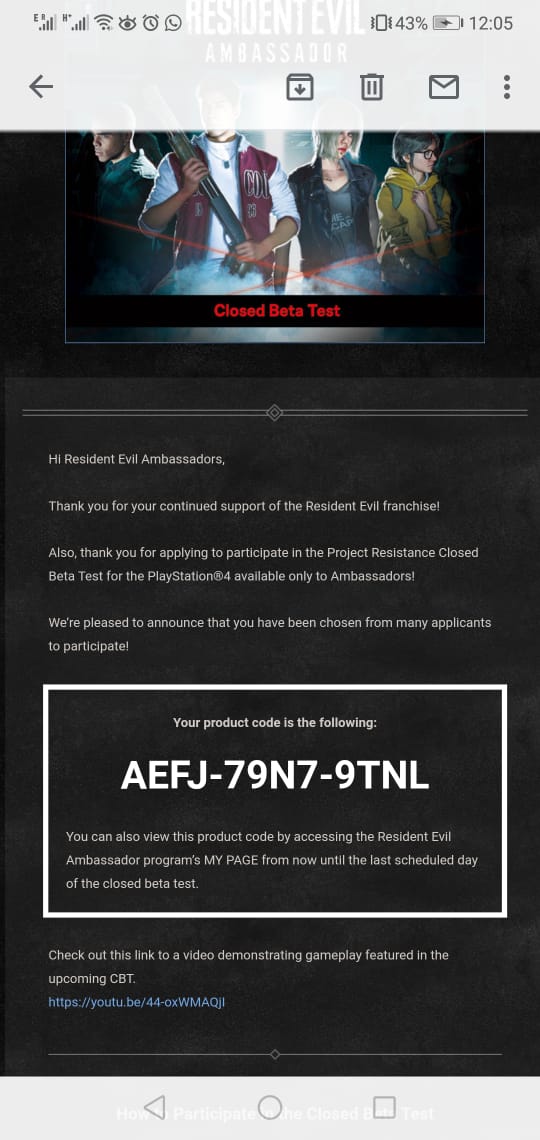 43% 12:05
RESIDENT EVIL
AMBASSADOR
Closed Beta Test
Hi Resident Evil Ambassadors,
Thank you for your continued support of the Resident Evil franchise!
Also, thank you for applying to participate in the Project Resistance Closed
Beta Test for the PlayStation®4 available only to Ambassadors!
We're pleased to announce that you have been chosen from many applicants
to participate!
Your product code is the following:
AEFJ-79N7-9TNL
You can also view this product code by accessing the Resident Evil
Ambassador program's MY PAGE from now until the last scheduled day
of the closed beta test.
Check out this link to a video demonstrating gameplay featured in the
upcoming CBT.
https://youtu.be/44-oxWMAQjI
How to Participate in the Closed Beta Test